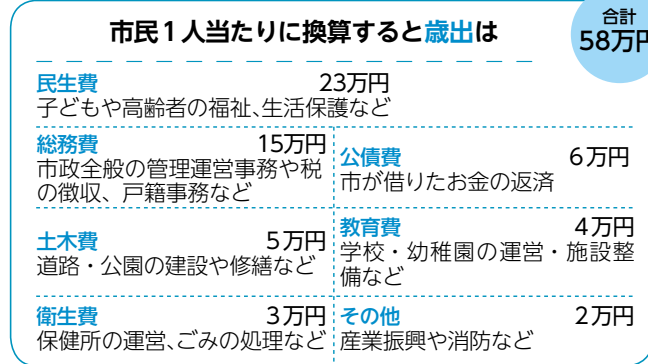 市民1人当たりに換算すると歳出は
合計
58万円
民生費 23万円
子どもや高齢者の福祉、生活保護など
総務費 15万円
市政全般の管理運営事務や税
の徴収、戸籍事務など
公債費 6万円
市が借りたお金の返済
土木費 5万円
道路・公園の建設や修繕など
教育費 4万円
学校・幼稚園の運営・施設整
備など
衛生費 3万円
保健所の運営、ごみの処理など
その他 2万円
産業振興や消防など